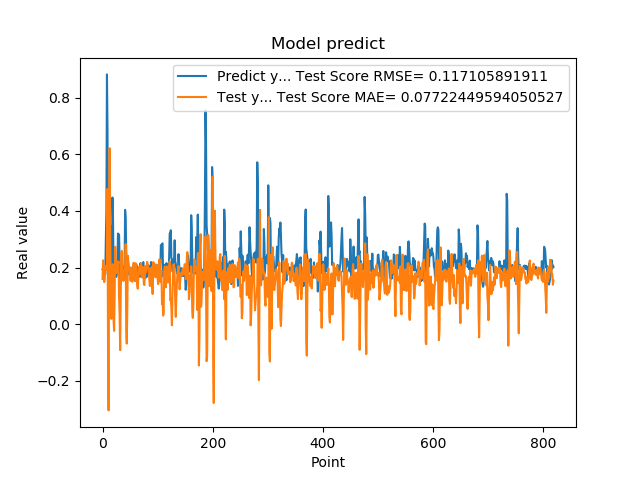 Model predict
Predict y... Test Score RMSE= 0.117105891911
Test y... Test Score MAE= 0.07722449594050527
Real value
0.8
0.6
0.4
0.2
0.0
−0.2
0
200
400
600
800
Point